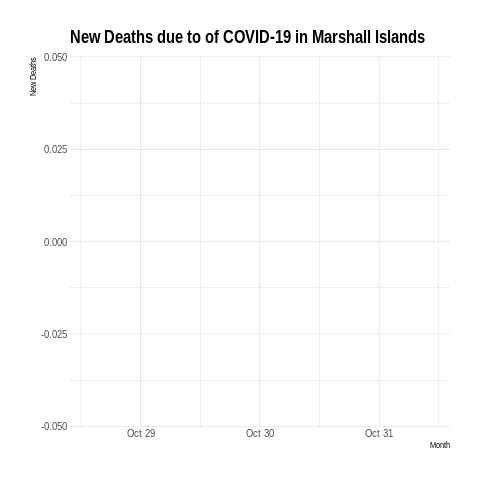 New Deaths due to of COVID-19 in Marshall Islands
New Deaths
0.050
0.025
0.000
-0.025
-0.050
Oct 29 Oct 30 Oct 31
Month